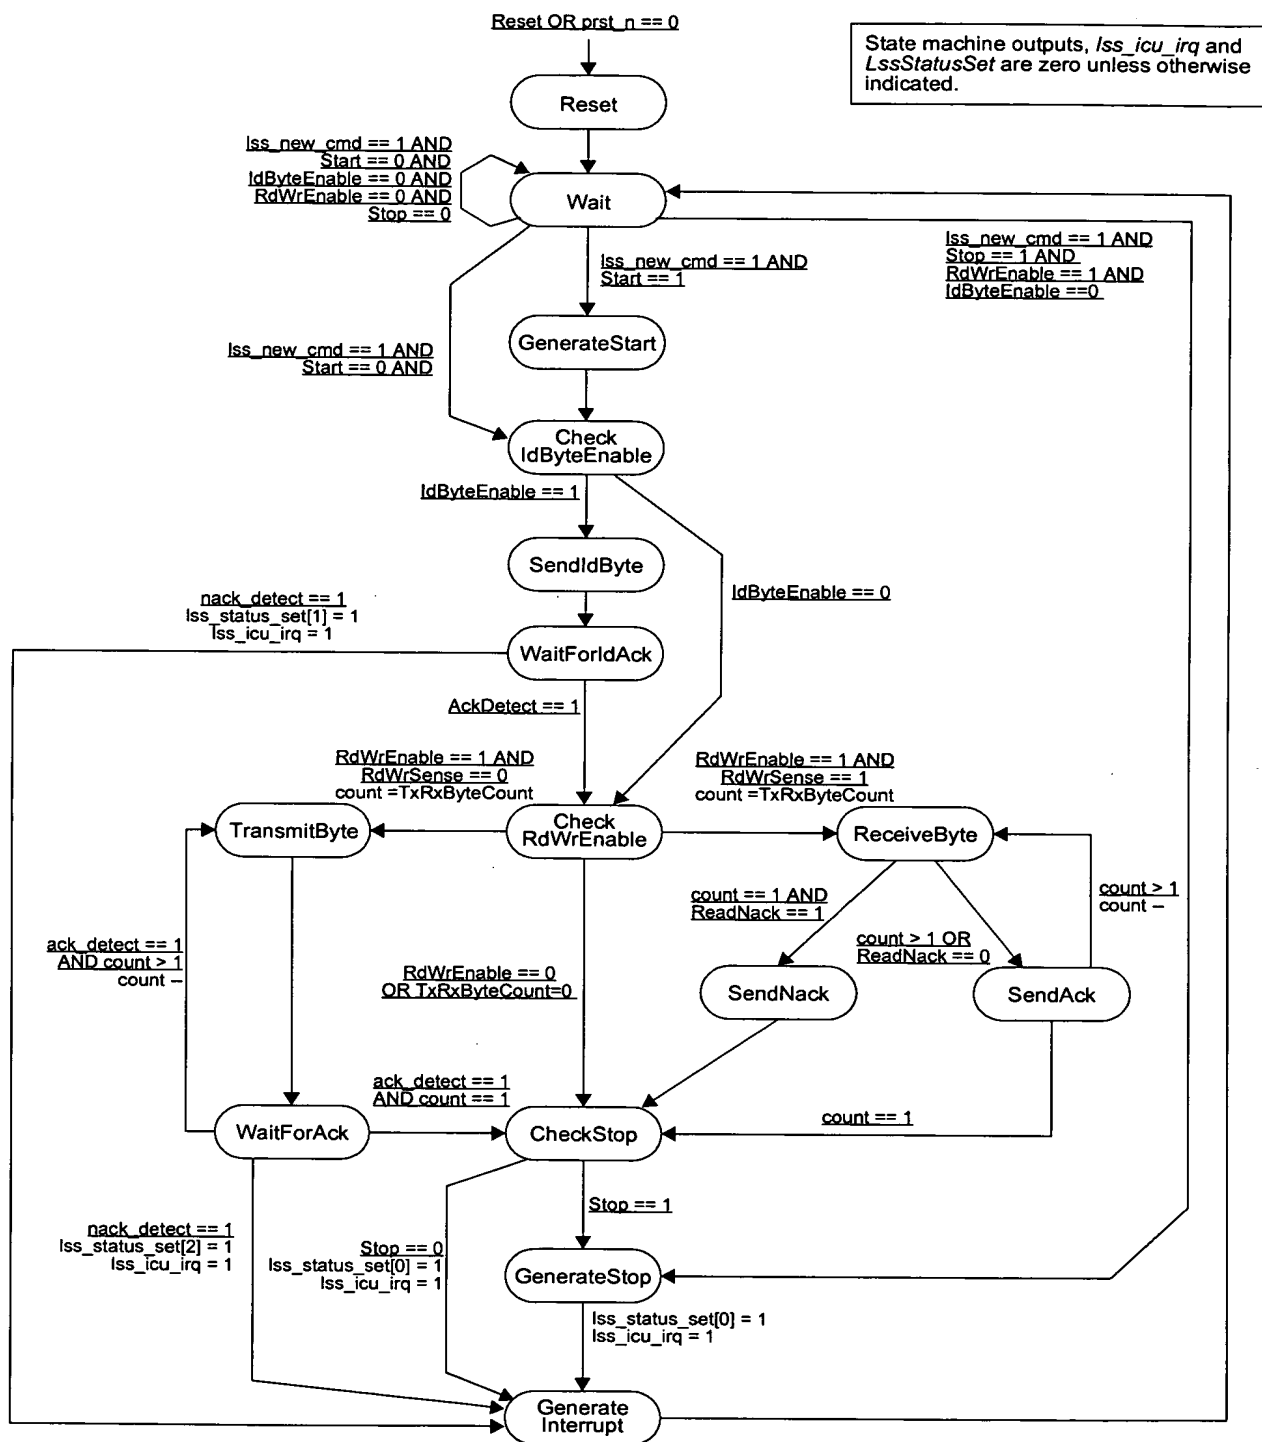 Reset OR prst_n == 0
State machine outputs, lss_icu_irq and
LssStatusSet are zero unless otherwise
indicated.
Reset
lss_new_cmd == 1 AND
Start == 0 AND
IdByteEnable == 0 AND
RdWrEnable == 0 AND
Stop == 0
Wait
lss_new_cmd == 1 AND
Stop == 1 AND
RdWrEnable == 1 AND
IdByteEnable ==0
lss_new_cmd == 1 AND
Start == 1
GenerateStart
lss_new_cmd == 1 AND
Start == 0 AND
Check
IdByteEnable
IdByteEnable == 1
SendIdByte
IdByteEnable == 0
nack_detect == 1
lss_status_set[1] = 1
lss_icu_irq = 1
WaitForIdAck
AckDetect == 1
RdWrEnable == 1 AND
RdWrSense == 0
count =TxRxByteCount
RdWrEnable == 1 AND
RdWrSense == 1
count =TxRxByteCount
TransmitByte
Check
RdWrEnable
ReceiveByte
count == 1 AND
ReadNack == 1
count > 1
count –
ack_detect == 1
AND count > 1
count –
count > 1 OR
ReadNack == 0
RdWrEnable == 0
OR TxRxByteCount=0
SendNack
SendAck
ack_detect == 1
AND count == 1
WaitForAck
CheckStop
count == 1
Stop == 1
nack_detect == 1
lss_status_set[2] = 1
lss_icu_irq = 1
Stop == 0
lss_status_set[0] = 1
lss_icu_irq = 1
GenerateStop
lss_status_set[0] = 1
lss_icu_irq = 1
Generate
Interrupt